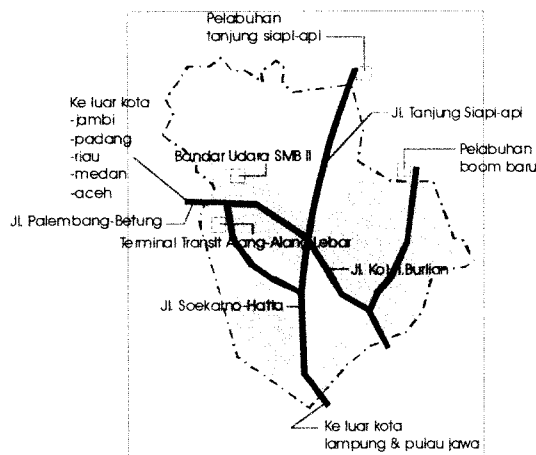 Pelabuhan
tanjung siapi-api
Ke luar kota
-jambi
-padang
-riau
-medan
-aceh
Jl. Tanjung Siapi-api
Pelabuhan
boom baru
Bandar Udara SMB II
Jl. Palembang-Betung
Terminal Transit Alang-Alang Lebar
Jl. Kol. H. Burlian
Jl. Soekarno-Hatta
Ke luar kota
lampung & pulau jawa